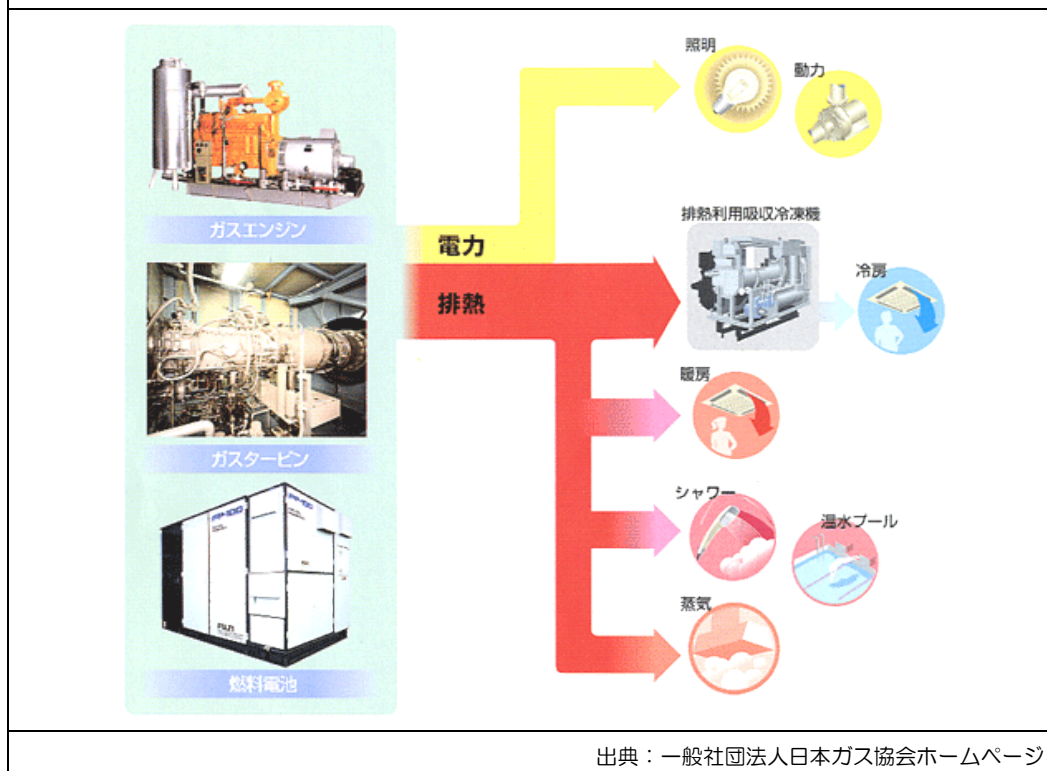 ガスエンジン
ガスタービン
FP-100
燃料電池
電力
排熱
照明
動力
排熱利用吸収冷凍機
冷房
暖房
シャワー
温水プール
蒸気
出典：一般社団法人日本ガス協会ホームページ